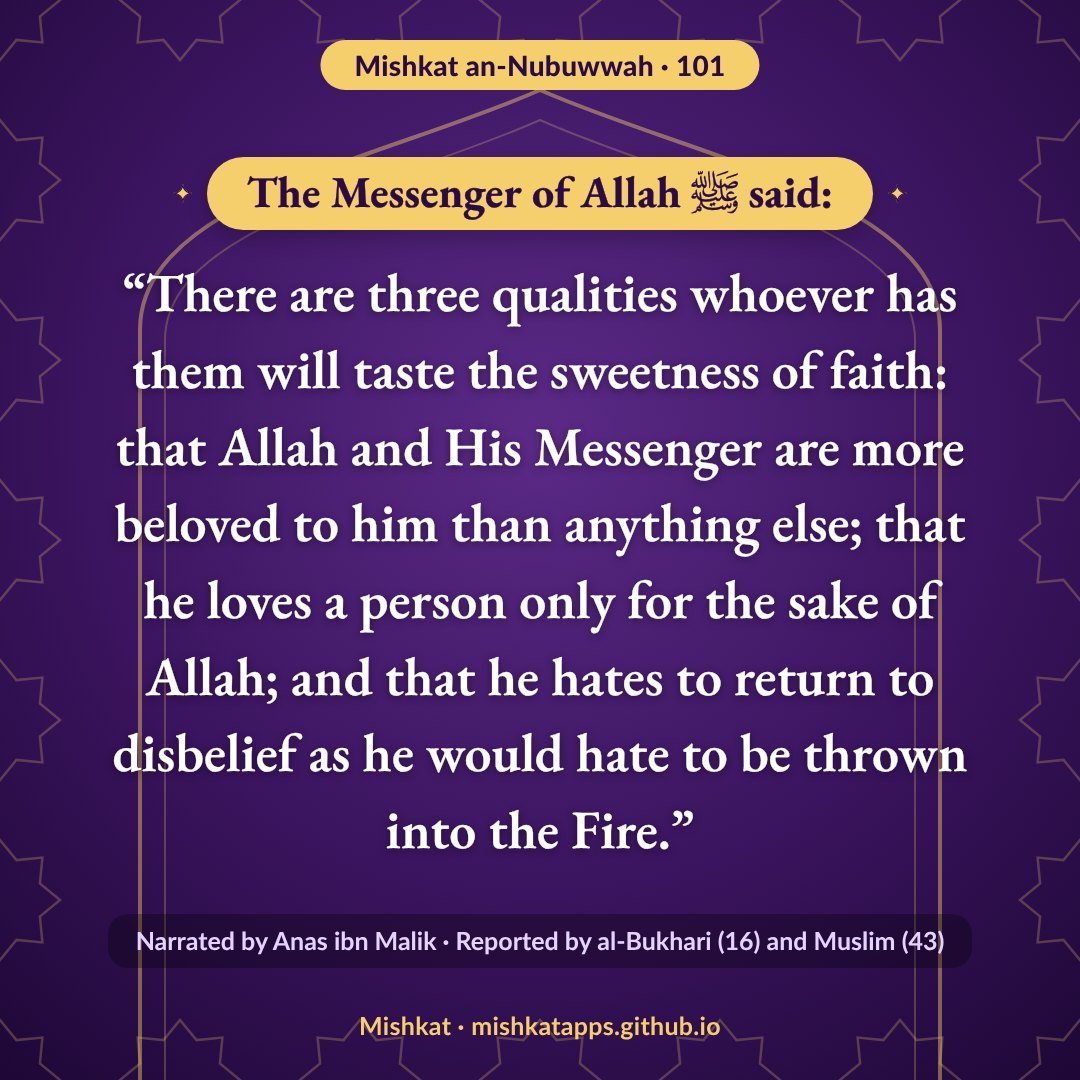 Mishkat an-Nubuwwah · 101
The Messenger of Allah ﷺ said:
“There are three qualities whoever has
them will taste the sweetness of faith:
that Allah and His Messenger are more
beloved to him than anything else; that
he loves a person only for the sake of
Allah; and that he hates to return to
disbelief as he would hate to be thrown
into the Fire.”
Narrated by Anas ibn Malik · Reported by al-Bukhari (16) and Muslim (43)
Mishkat · mishkatapps.github.io